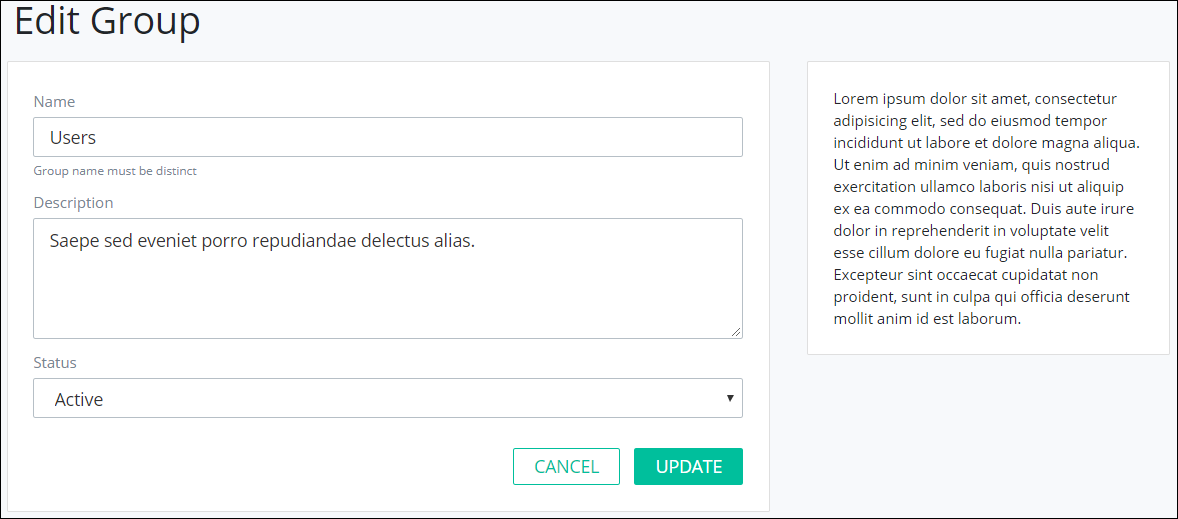 Edit Group
Name
Users
Group name must be distinct
Description
Saepe sed eveniet porro repudiandae delectus alias.
Status
Active
CANCEL
UPDATE
Lorem ipsum dolor sit amet, consectetur
adipisicing elit, sed do eiusmod tempor
incididunt ut labore et dolore magna aliqua.
Ut enim ad minim veniam, quis nostrud
exercitation ullamco laboris nisi ut aliquip
ex ea commodo consequat. Duis aute irure
dolor in reprehenderit in voluptate velit
esse cillum dolore eu fugiat nulla pariatur.
Excepteur sint occaecat cupidatat non
proident, sunt in culpa qui officia deserunt
mollit anim id est laborum.